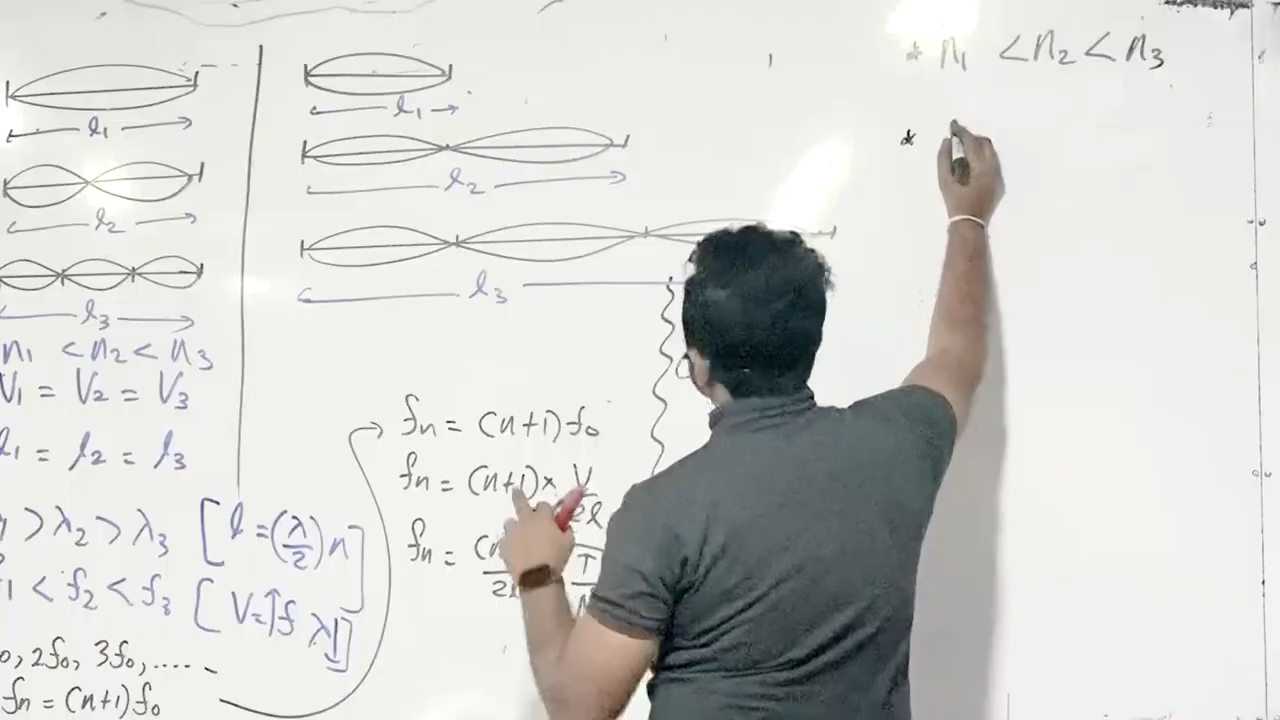 l₁
l₂
l₃
n₁ < n₂ < n₃
V₁ = V₂ = V₃
l₁ = l₂ = l₃
> λ₂ > λ₃ [l = (λ/2) n]
< f₂ < f₃ [V = ↑f λ↓]
, 2f₀, 3f₀, ....
fn = (n+1) f₀
l₁
l₂
l₃
fn = (n+1) f₀
fn = (n+1) × V/2l
fn =
* n₁ < n₂ < n₃
*